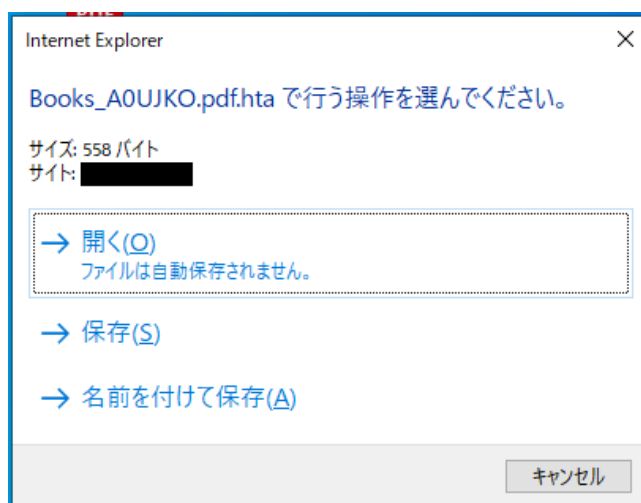 Internet Explorer
Books_A0UJKO.pdf.hta で行う操作を選んでください。
サイズ: 558 バイト
サイト:
→ 開く(O)
ファイルは自動保存されません。
→ 保存(S)
→ 名前を付けて保存(A)
キャンセル